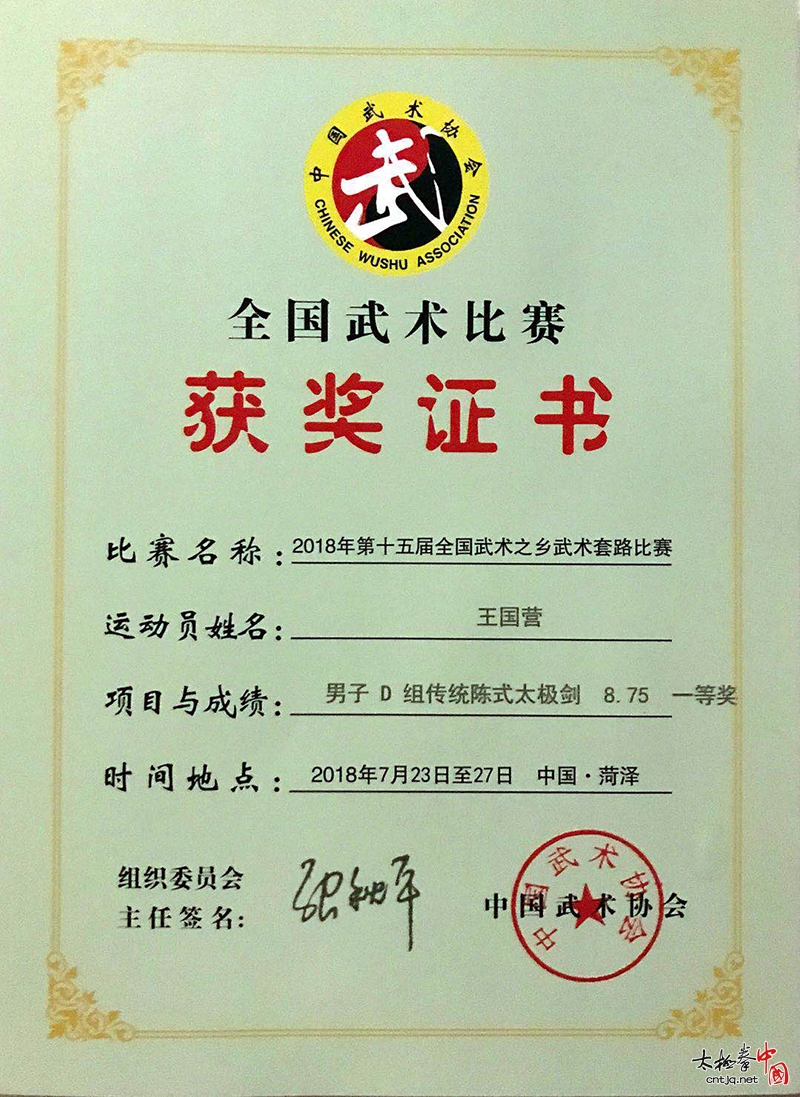 中国武术协会
武
CHINESE WUSHU ASSOCIATION
全国武术比赛
获奖证书
比赛名称: 2018年第十五届全国武术之乡武术套路比赛
运动员姓名: 王国营
项目与成绩: 男子 D 组传统陈式太极剑 8.75 一等奖
时间地点: 2018年7月23日至27日 中国·菏泽
组织委员会
主任签名:
中国武术协会
中国武术协会
太极拳中国
cntjq.net